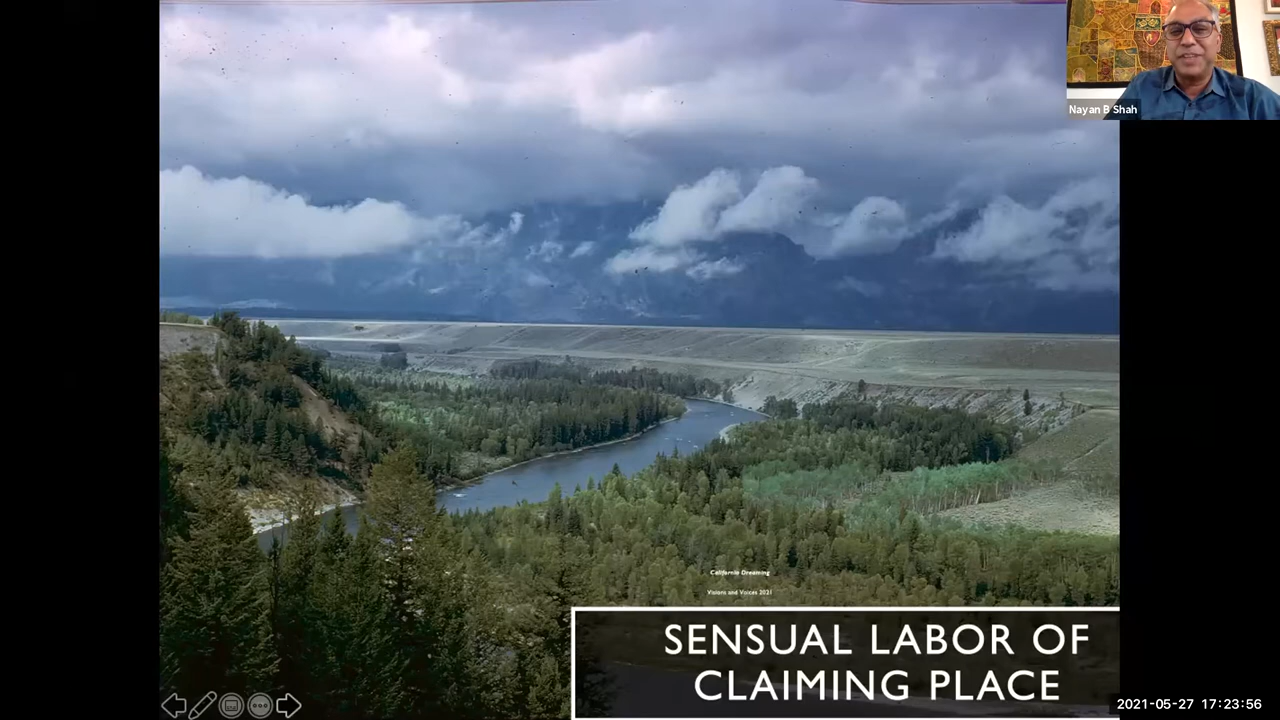 Nayan B Shah
California Dreaming
Visions and Voices 2021
SENSUAL LABOR OF
CLAIMING PLACE
2021-05-27 17:23:56